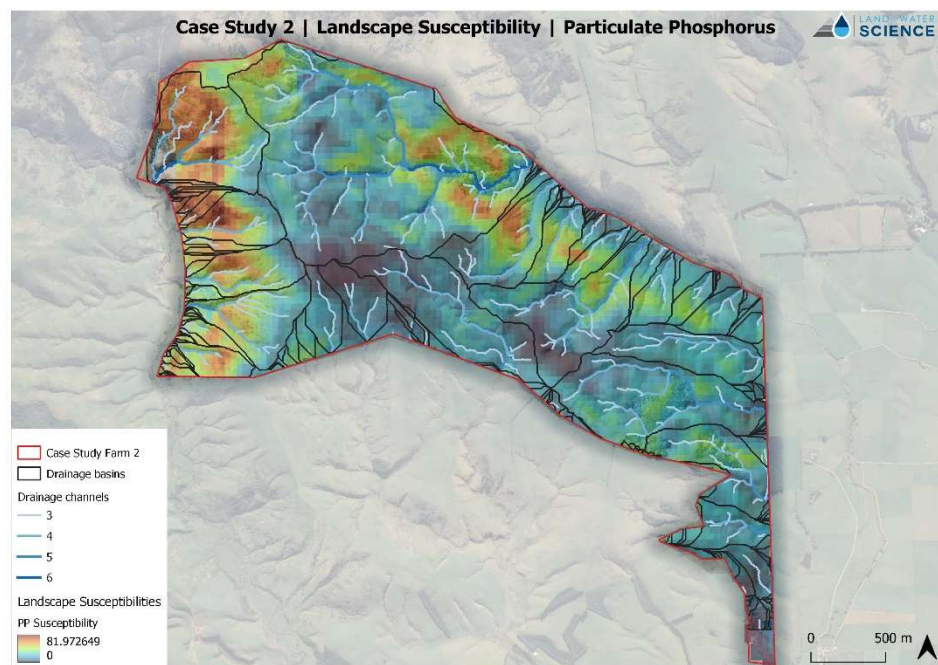 Case Study 2 | Landscape Susceptibility | Particulate Phosphorus
LAND AND WATER
SCIENCE
Case Study Farm 2
Drainage basins
Drainage channels
3
4
5
6
Landscape Susceptibilities
PP Susceptibility
81.972649
0
0 500 m